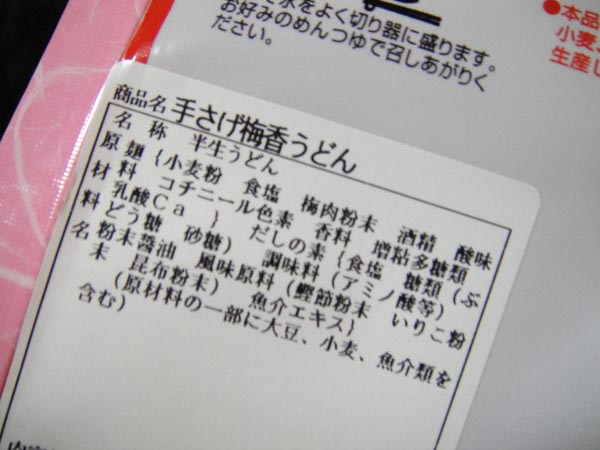 て水をよく切り器に盛ります。
お好みのめんつゆで召しあがりく
ださい。
●本品
小麦、
生産し
商品名 手さげ梅香うどん
名 称 半生うどん
原 麺{小麦粉 食塩 梅肉粉末 酒精 酸味
材 料 コチニール色素 香料 増粘多糖類
料 乳酸Ca} だしの素{食塩 糖類(ぶ
名 どう糖 砂糖) 調味料(アミノ酸等)
粉末醤油 風味原料(鰹節粉末 いりこ粉
末 昆布粉末) 魚介エキス}
(原材料の一部に大豆、小麦、魚介類を
含む)